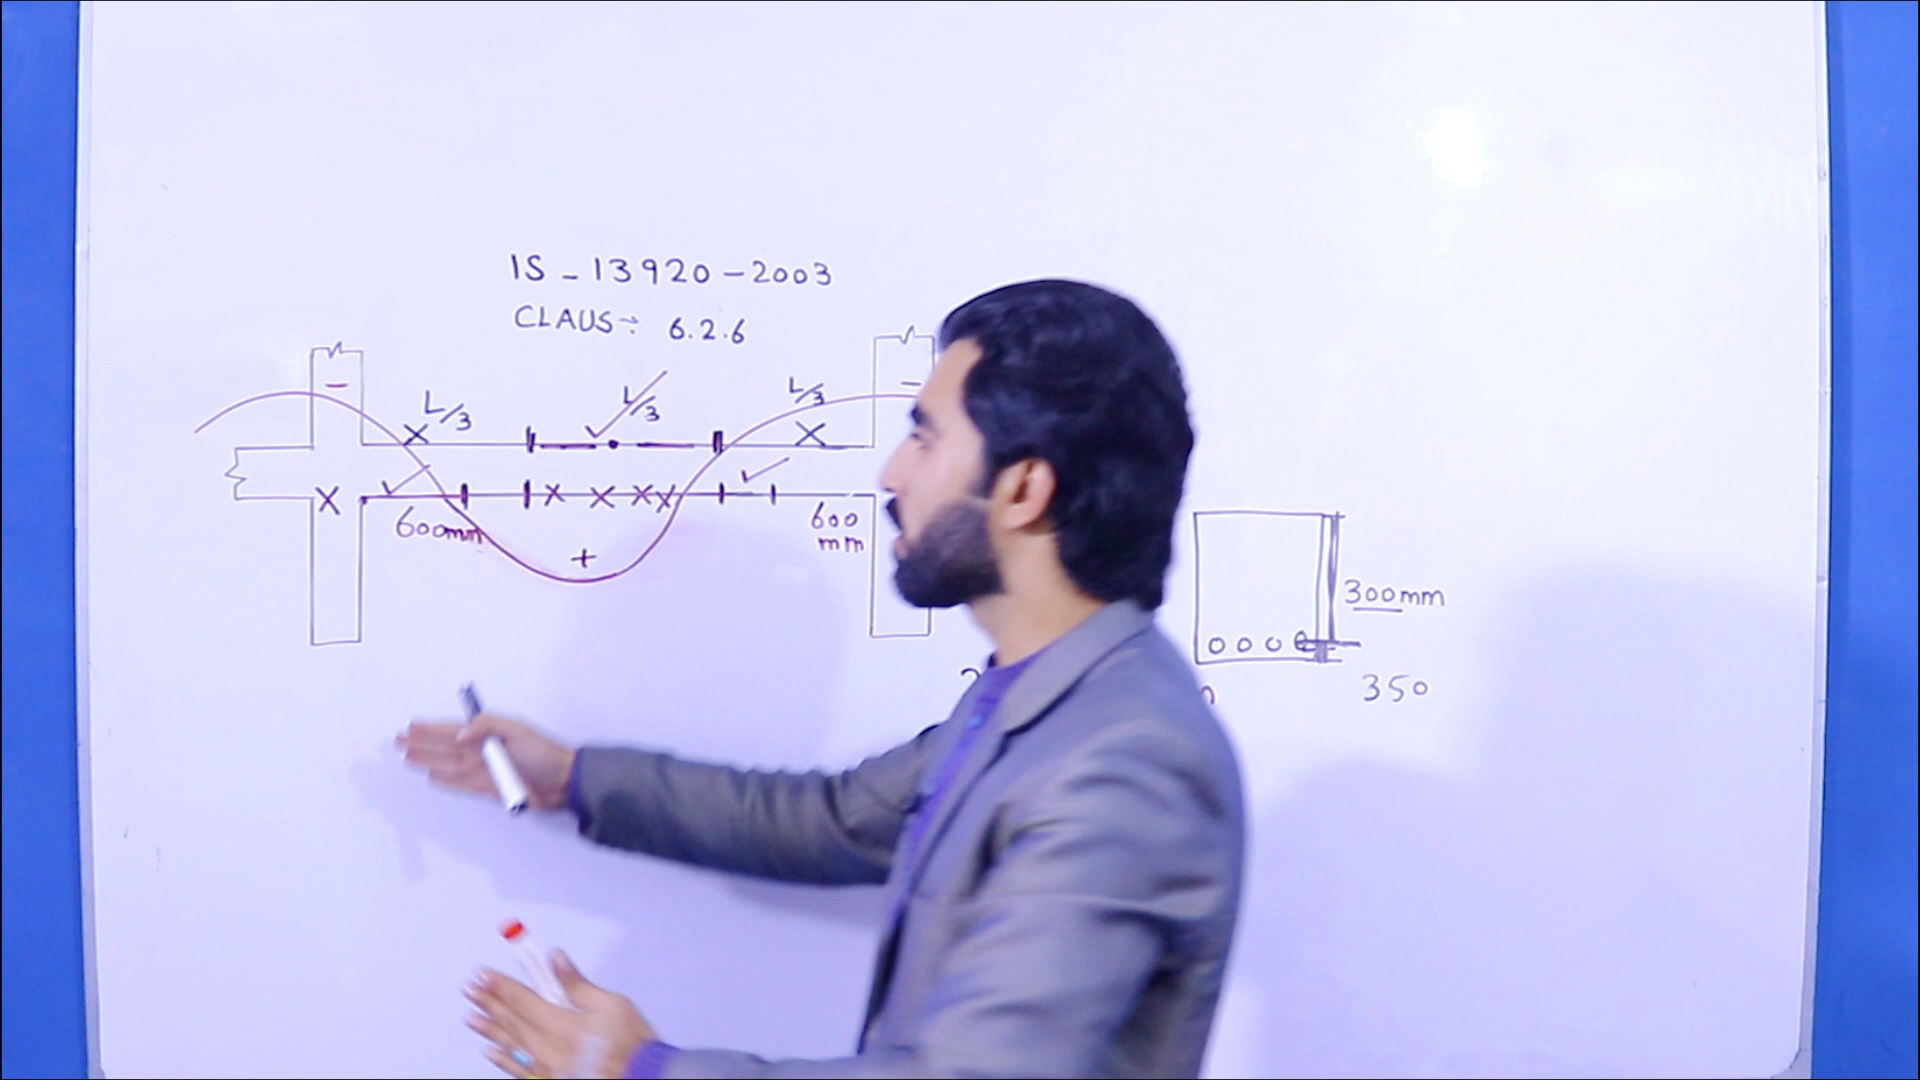 IS - 13920 - 2003
CLAUS: 6.2.6
-
-
L/3
L/3
L/3
600mm
+
600
mm
300mm
350